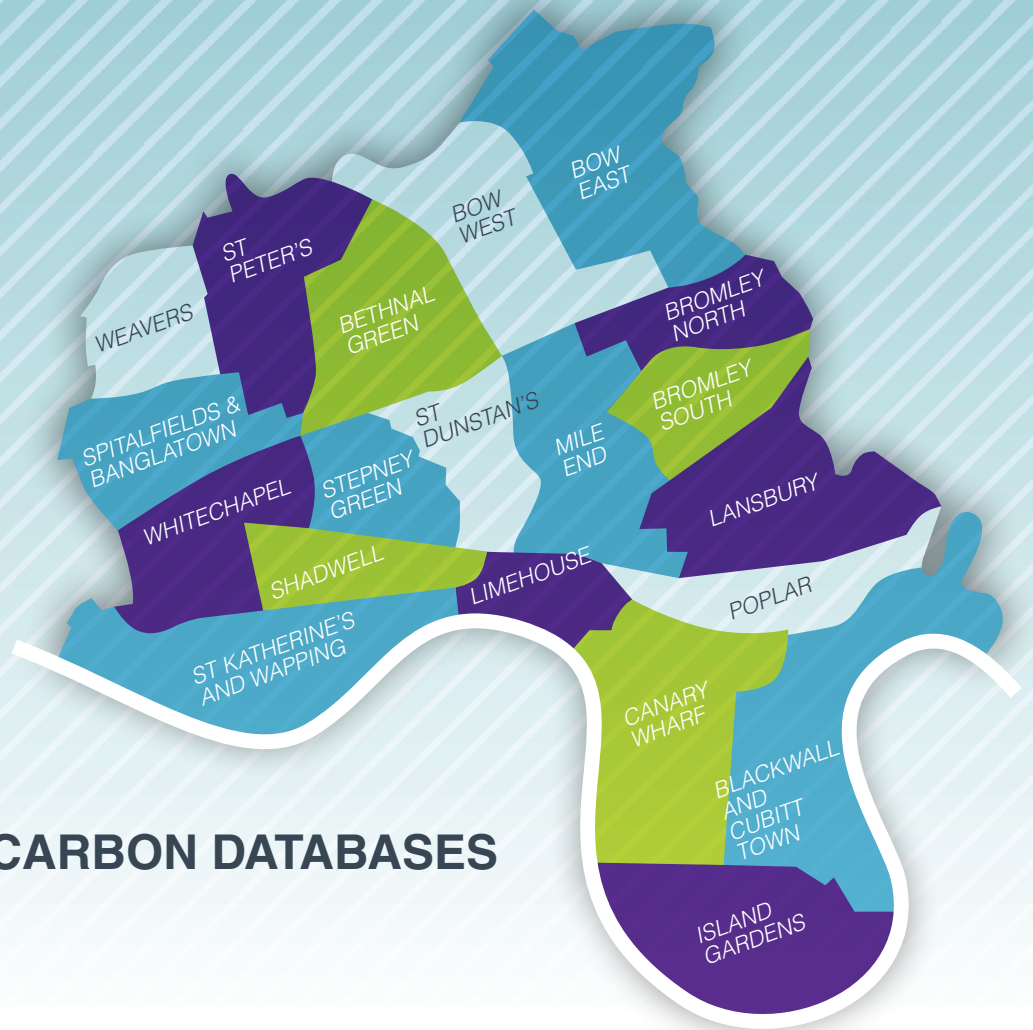 BOW
EAST
BOW
WEST
ST
PETER'S
WEAVERS
BETHNAL
GREEN
BROMLEY
NORTH
BROMLEY
SOUTH
ST
DUNSTAN'S
MILE
END
SPITALFIELDS &
BANGLATOWN
STEPNEY
GREEN
WHITECHAPEL
LANSBURY
SHADWELL
LIMEHOUSE
POPLAR
ST KATHERINE'S
AND WAPPING
CANARY
WHARF
BLACKWALL
AND
CUBITT
TOWN
CARBON DATABASES
ISLAND
GARDENS